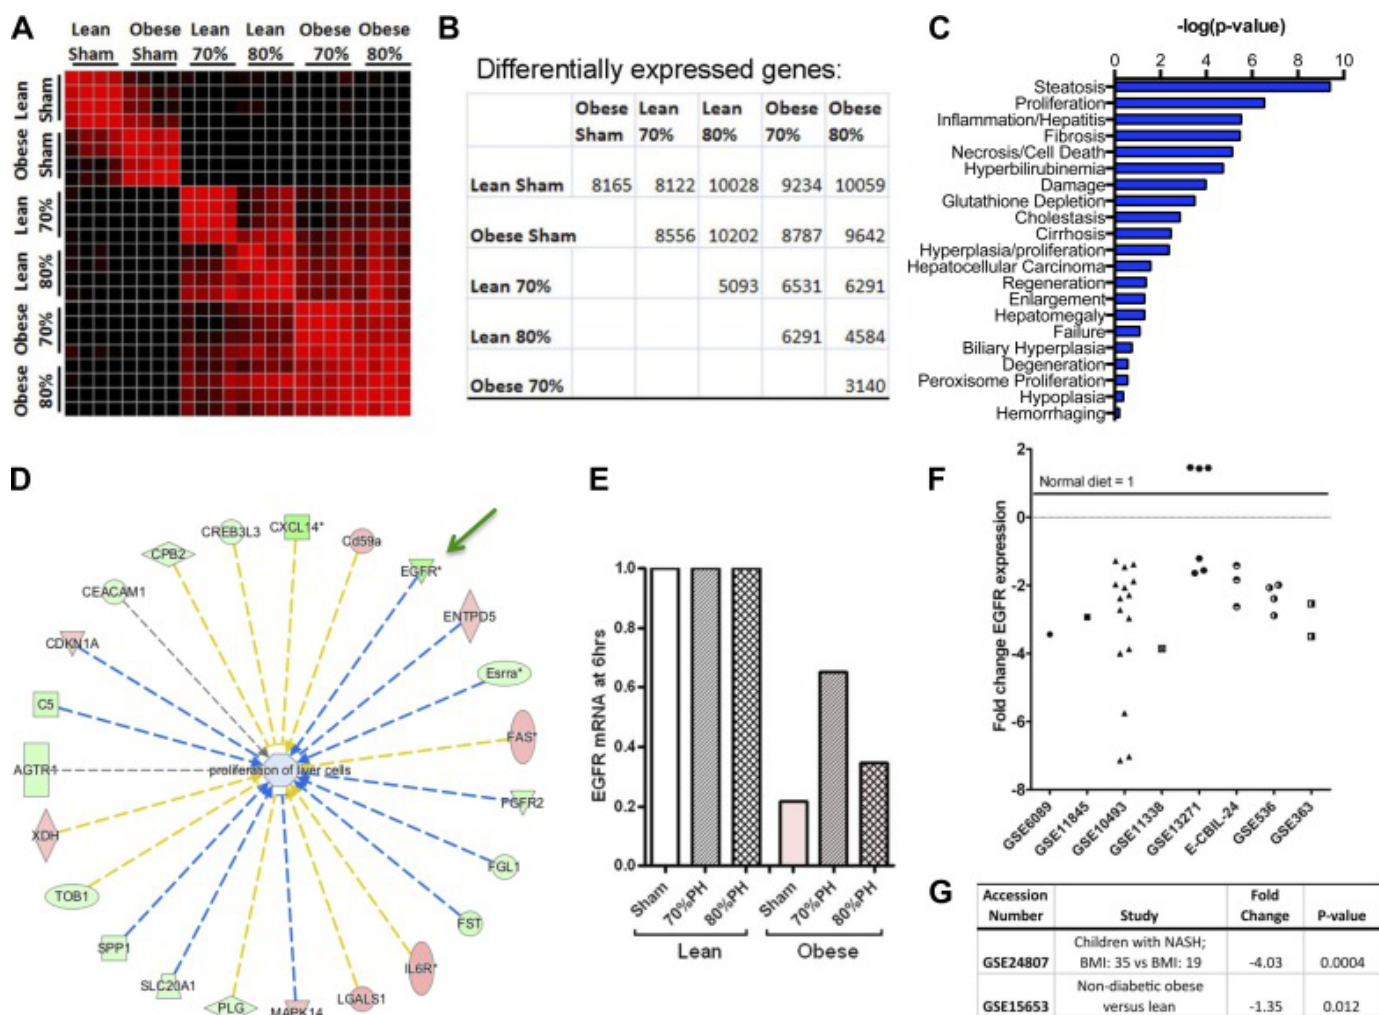 A
Lean Obese Lean Lean Obese Obese
Sham Sham 70% 80% 70% 80%
Lean Sham
Obese Sham
Lean 70%
Lean 80%
Obese 70%
Obese 80%
B
Differentially expressed genes:
Obese Lean Lean Obese Obese
Sham 70% 80% 70% 80%
Lean Sham 8165 8122 10028 9234 10059
Obese Sham 8556 10202 8787 9642
Lean 70% 5093 6531 6291
Lean 80% 6291 4584
Obese 70% 3140
C
-log(p-value)
0 2 4 6 8 10
Steatosis
Proliferation
Inflammation/Hepatitis
Fibrosis
Necrosis/Cell Death
Hyperbilirubinemia
Damage
Glutathione Depletion
Cholestasis
Cirrhosis
Hyperplasia/proliferation
Hepatocellular Carcinoma
Regeneration
Enlargement
Hepatomegaly
Failure
Biliary Hyperplasia
Degeneration
Peroxisome Proliferation
Hypoplasia
Hemorrhaging
D
CXCL14*
CREB3L3
Cd59a
CPB2
EGFR*
CEACAM1
ENTPD5
CDKN1A
Esrra*
C5
FAS*
AGTR1
proliferation of liver cells
FGFR2
XDH
FGL1
TOB1
FST
SPP1
IL6R*
SLC20A1
LGALS1
PLG
MAPK14
E
EGFR mRNA at 6hrs
1.0
0.8
0.6
0.4
0.2
0.0
Sham 70%PH 80%PH Sham 70%PH 80%PH
Lean Obese
F
Fold change EGFR expression
2
Normal diet = 1
0
-2
-4
-6
-8
GSE6089 GSE11845 GSE10493 GSE11338 GSE13271 E-CBIL-24 GSE536 GSE363
G
Accession Fold
Number Study Change P-value
Children with NASH;
GSE24807 BMI: 35 vs BMI: 19 -4.03 0.0004
Non-diabetic obese
GSE15653 versus lean -1.35 0.012